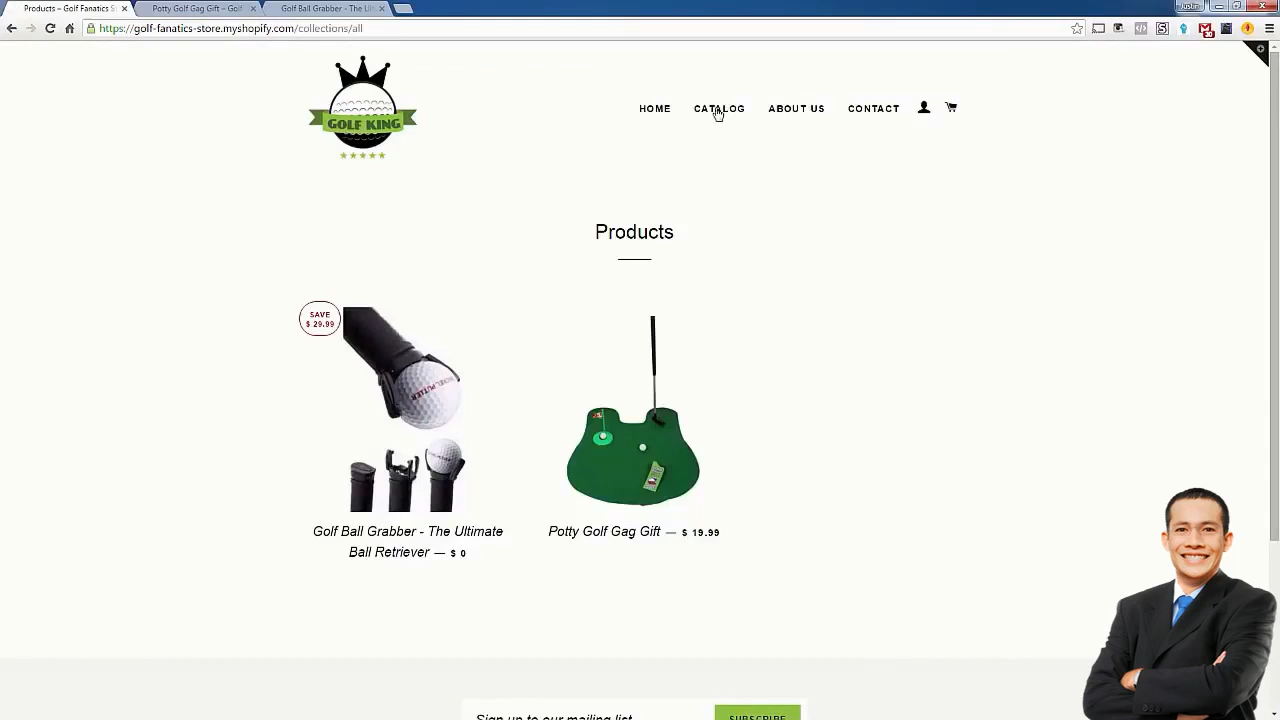 Products – Golf Fanatics S
Potty Golf Gag Gift – Golf
Golf Ball Grabber - The Ult
Justin
https://golf-fanatics-store.myshopify.com/collections/all
GOLF KING
HOME
CATALOG
ABOUT US
CONTACT
Products
SAVE
$ 29.99
Golf Ball Grabber - The Ultimate
Ball Retriever — $ 0
Potty Golf Gag Gift — $ 19.99
Sign up to our mailing list
SUBSCRIBE